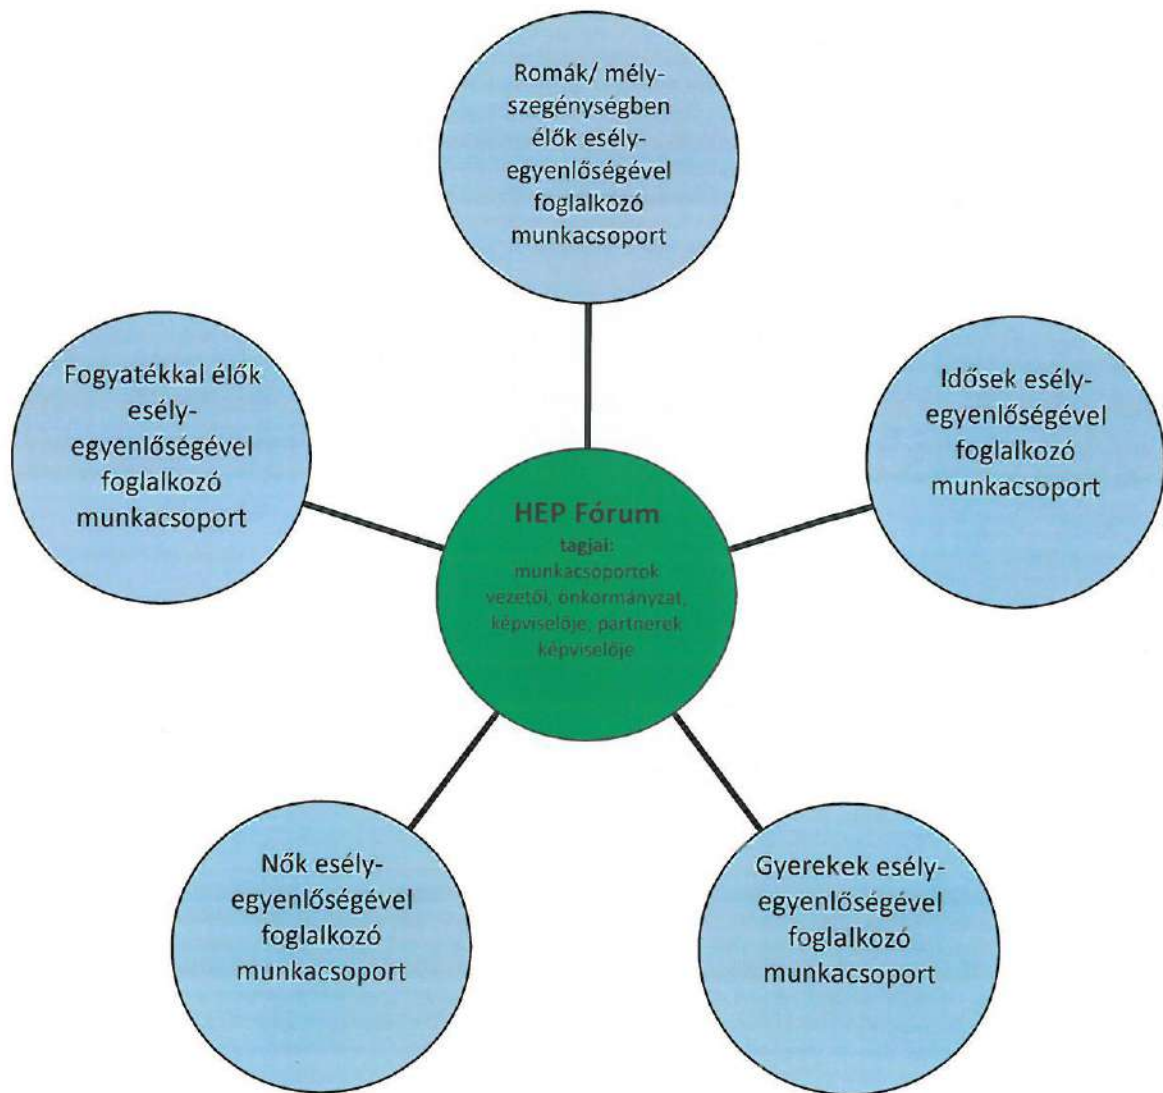 Romák/ mély-
szegénységben
élők esély-
egyenlőségével
foglalkozó
munkacsoport
Fogyatékkal élők
esély-
egyenlőségével
foglalkozó
munkacsoport
Idősek esély-
egyenlőségével
foglalkozó
munkacsoport
HEP Fórum
tagjai:
munkacsoportok
vezetői, önkormányzat,
képviselője, partnerek
képviselője
Nők esély-
egyenlőségével
foglalkozó
munkacsoport
Gyerekek esély-
egyenlőségével
foglalkozó
munkacsoport